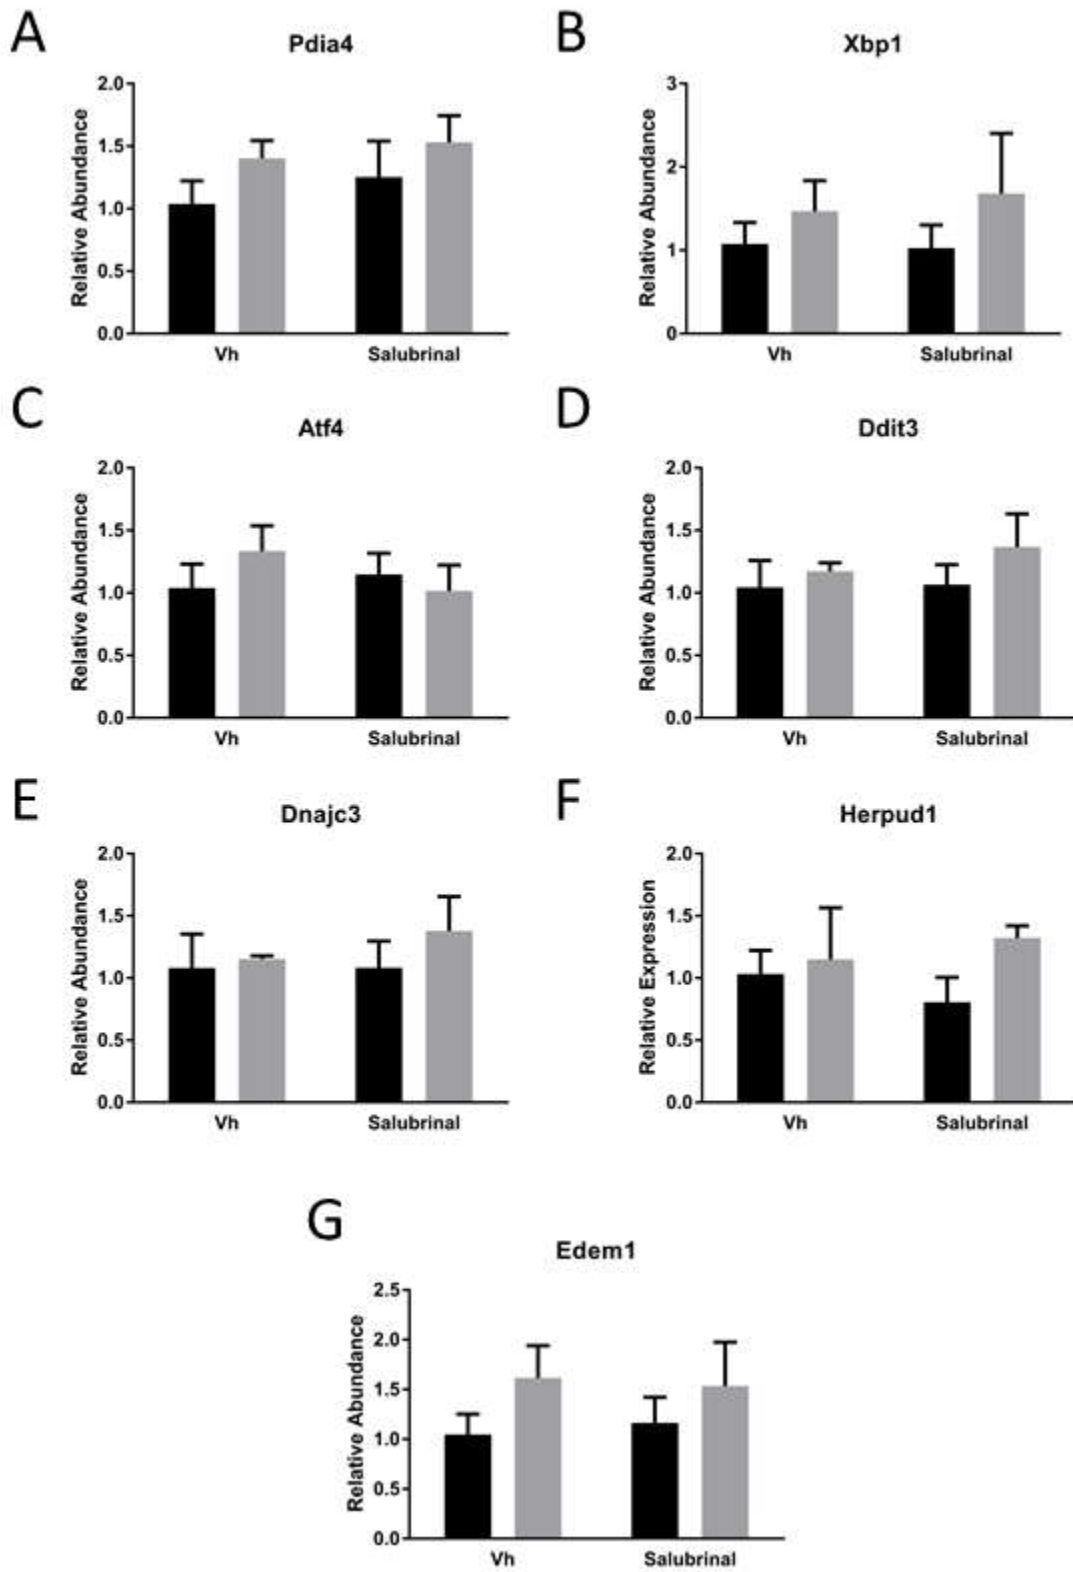 A
Pdia4
Relative Abundance
2.0
1.5
1.0
0.5
0.0
Vh
Salubrinal
B
Xbp1
Relative Abundance
3
2
1
0
Vh
Salubrinal
C
Atf4
Relative Abundance
2.0
1.5
1.0
0.5
0.0
Vh
Salubrinal
D
Ddit3
Relative Abundance
2.0
1.5
1.0
0.5
0.0
Vh
Salubrinal
E
Dnajc3
Relative Abundance
2.0
1.5
1.0
0.5
0.0
Vh
Salubrinal
F
Herpud1
Relative Expression
2.0
1.5
1.0
0.5
0.0
Vh
Salubrinal
G
Edem1
Relative Abundance
2.5
2.0
1.5
1.0
0.5
0.0
Vh
Salubrinal